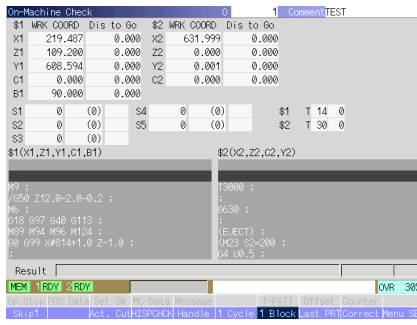 On-Machine Check 0 1 Comment TEST
$1 WRK COORD Dis to Go $2 WRK COORD Dis to Go
X1 219.487 0.000 X2 631.999 0.000
Z1 109.200 0.000 Z2 0.000 0.000
Y1 608.594 0.000 Y2 0.001 0.000
C1 0.000 0.000 C2 0.000 0.000
B1 90.000 0.000
S1 0 (0) S4 0 (0) $1 T 14 0
S2 0 (0) S5 0 (0) $2 T 30 0
S3 0 (0)
$1(X1,Z1,Y1,C1,B1) $2(X2,Z2,C2,Y2)
M9 ; T3000 ;
/G50 Z12.0-2.0-0.2 ; ;
M6 ; G630 ;
G18 G97 G40 G113 ; ;
M89 M94 M96 M124 ; (EJECT) ;
G0 G99 X#814+1.0 Z-1.0 ; (M23 S2=200 ;
; G4 U0.5 ;
Result
MEM 1 RDY 2 RDY OVR 30%
Op.Stop POS Data Set SW MC-Data Message T-PATT Offset Counter
Skip1 Act. Cut HISPCHCK Handle 1 Cycle 1 Block Last PRT Correct Menu